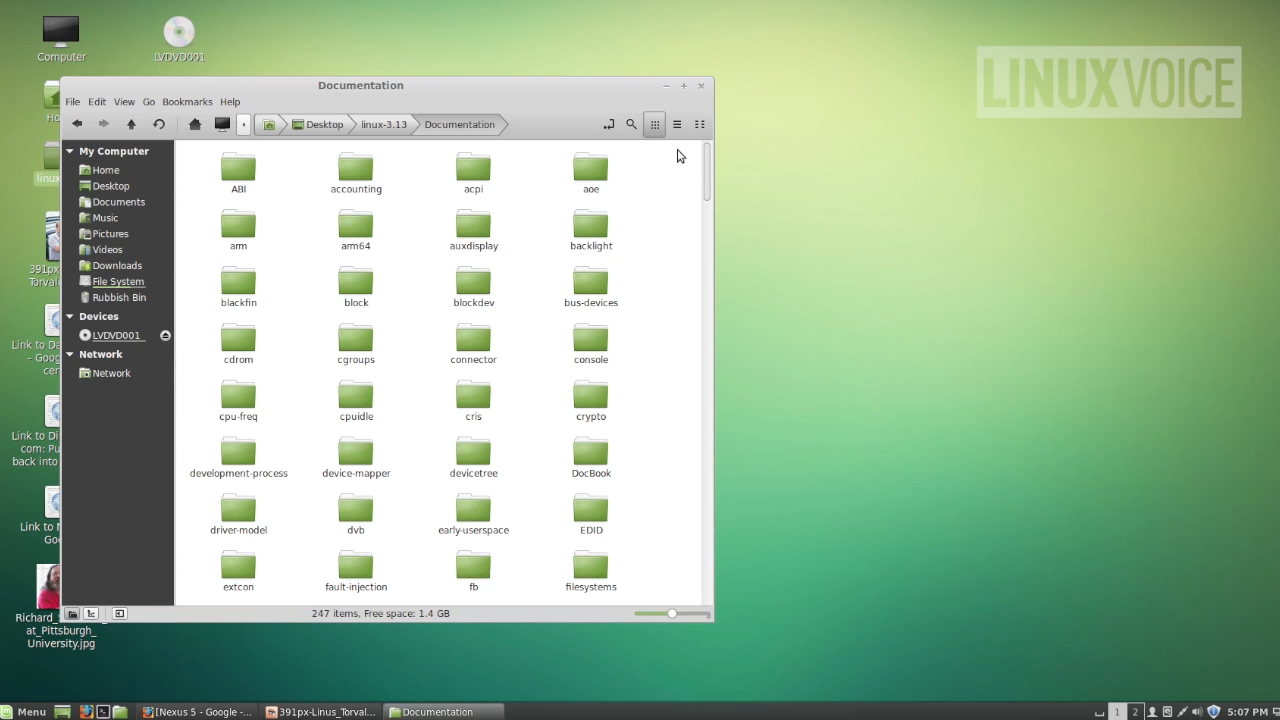 Computer
LVDVD001
LINUXVOICE
Documentation
File Edit View Go Bookmarks Help
Desktop linux-3.13 Documentation
My Computer
Home
Desktop
Documents
Music
Pictures
Videos
Downloads
File System
Rubbish Bin
Devices
LVDVD001
Network
Network
ABI accounting acpi aoe
arm arm64 auxdisplay backlight
blackfin block blockdev bus-devices
cdrom cgroups connector console
cpu-freq cpuidle cris crypto
development-process device-mapper devicetree DocBook
driver-model dvb early-userspace EDID
extcon fault-injection fb filesystems
247 items, Free space: 1.4 GB
Ho
linux
391px-
Torval
Link to Da
– Goog
cer
Link to Di
com: Pu
back into
Link to N
Goo
Richard_
at_Pittsburgh_
University.jpg
Menu [Nexus 5 - Google -... 391px-Linus_Torval... Documentation 1 2 5:07 PM